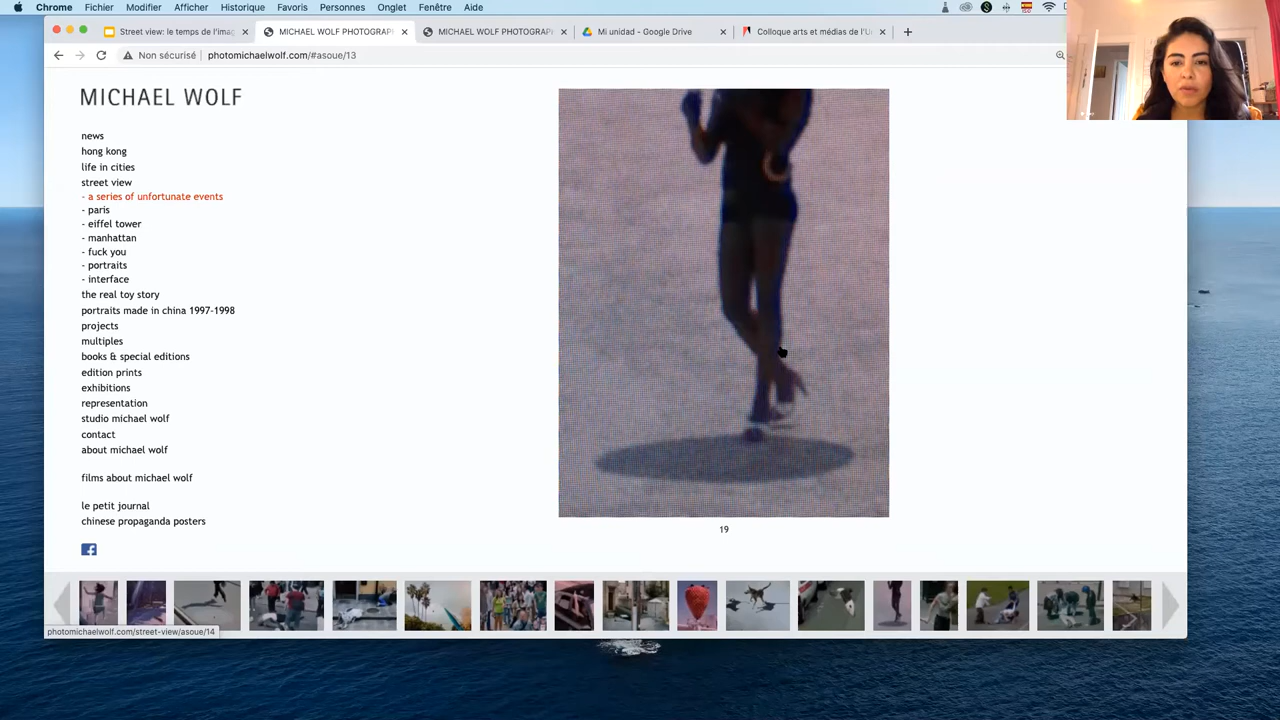 Chrome Fichier Modifier Afficher Historique Favoris Personnes Onglet Fenêtre Aide
Street view: le temps de l'imag
MICHAEL WOLF PHOTOGRAP
MICHAEL WOLF PHOTOGRAP
Mi unidad - Google Drive
Colloque arts et médias de l'U
Non sécurisé photomichaelwolf.com/#asoue/13
MICHAEL WOLF
news
hong kong
life in cities
street view
- a series of unfortunate events
- paris
- eiffel tower
- manhattan
- fuck you
- portraits
- interface
the real toy story
portraits made in china 1997-1998
projects
multiples
books & special editions
edition prints
exhibitions
representation
studio michael wolf
contact
about michael wolf
films about michael wolf
le petit journal
chinese propaganda posters
19
photomichaelwolf.com/street-view/asoue/14